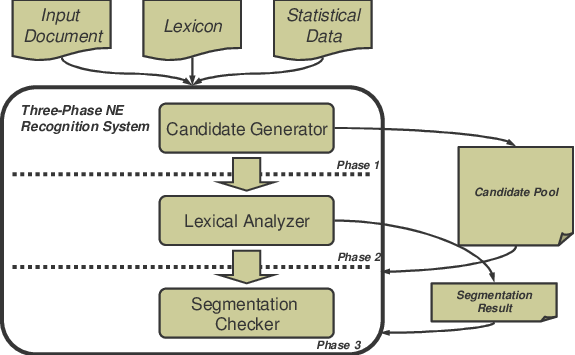 Input
Document
Lexicon
Statistical
Data
Three-Phase NE
Recognition System
Candidate Generator
Phase 1
Candidate Pool
Lexical Analyzer
Phase 2
Segmentation
Result
Segmentation
Checker
Phase 3